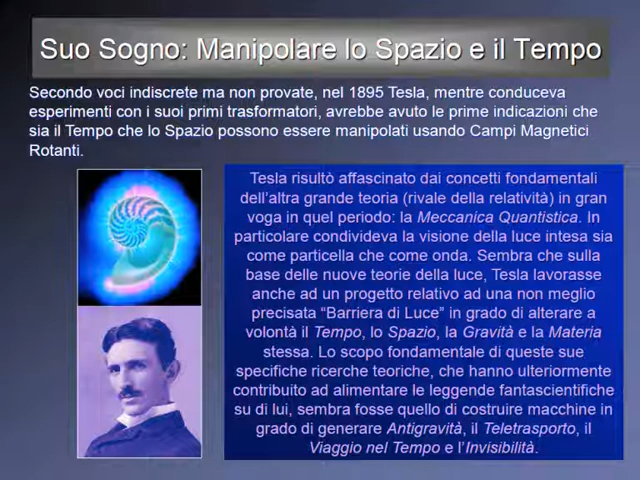 Suo Sogno: Manipolare lo Spazio e il Tempo
Secondo voci indiscrete ma non provate, nel 1895 Tesla, mentre conduceva
esperimenti con i suoi primi trasformatori, avrebbe avuto le prime indicazioni che
sia il Tempo che lo Spazio possono essere manipolati usando Campi Magnetici
Rotanti.
Tesla risultò affascinato dai concetti fondamentali
dell'altra grande teoria (rivale della relatività) in gran
voga in quel periodo: la Meccanica Quantistica. In
particolare condivideva la visione della luce intesa sia
come particella che come onda. Sembra che sulla
base delle nuove teorie della luce, Tesla lavorasse
anche ad un progetto relativo ad una non meglio
precisata “Barriera di Luce” in grado di alterare a
volontà il Tempo, lo Spazio, la Gravità e la Materia
stessa. Lo scopo fondamentale di queste sue
specifiche ricerche teoriche, che hanno ulteriormente
contribuito ad alimentare le leggende fantascientifiche
su di lui, sembra fosse quello di costruire macchine in
grado di generare Antigravità, il Teletrasporto, il
Viaggio nel Tempo e l'Invisibilità.